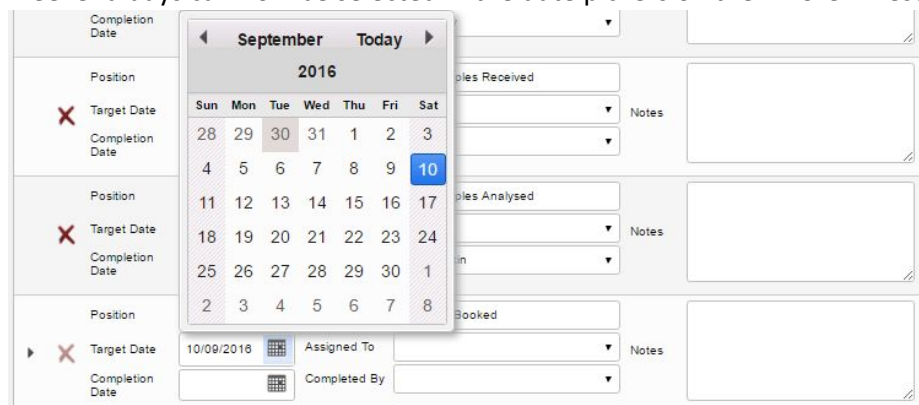 Completion
Date
September Today
2016
Sun Mon Tue Wed Thu Fri Sat
28 29 30 31 1 2 3
4 5 6 7 8 9 10
11 12 13 14 15 16 17
18 19 20 21 22 23 24
25 26 27 28 29 30 1
2 3 4 5 6 7 8
Position
Received
Target Date
Notes
Completion
Date
Position
Analysed
Target Date
Notes
Completion
Date
Position
Booked
Target Date 10/09/2016 Assigned To
Notes
Completion
Date
Completed By